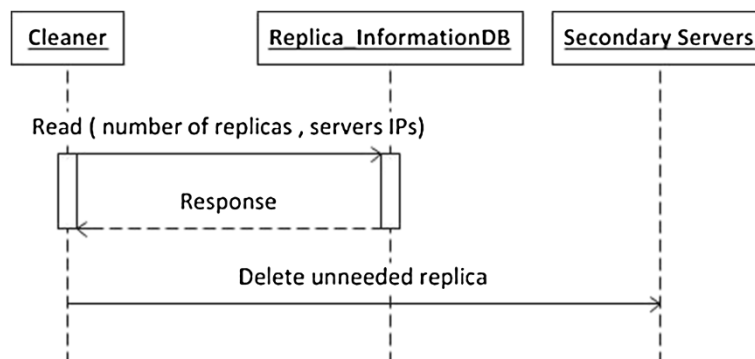 Cleaner
Replica_InformationDB
Secondary Servers
Read ( number of replicas , servers IPs)
Response
Delete unneeded replica